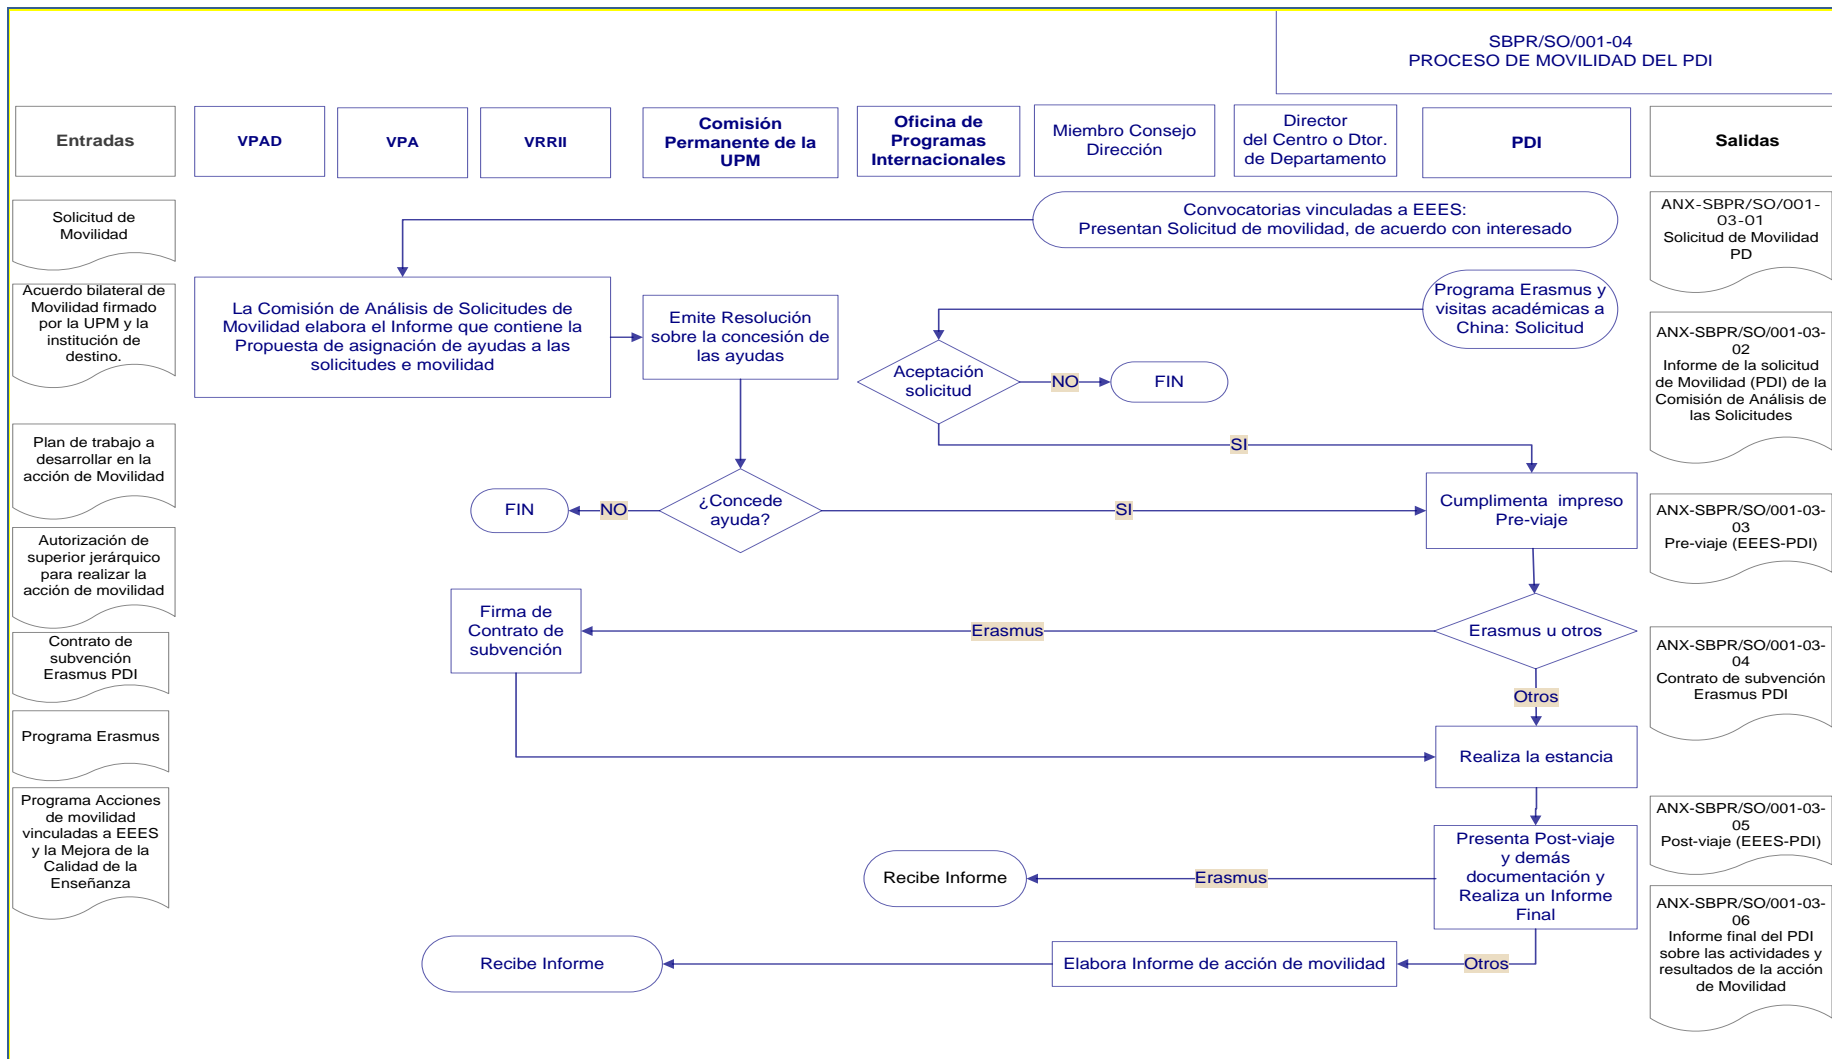 SBPR/SO/001-04
PROCESO DE MOVILIDAD DEL PDI
Entradas
VPAD
VPA
VRRII
Comisión
Permanente de la
UPM
Oficina de
Programas
Internacionales
Miembro Consejo
Dirección
Director
del Centro o Dtor.
de Departamento
PDI
Salidas
Solicitud de
Movilidad
Acuerdo bilateral de
Movilidad firmado
por la UPM y la
institución de
destino.
Plan de trabajo a
desarrollar en la
acción de Movilidad
Autorización de
superior jerárquico
para realizar la
acción de movilidad
Contrato de
subvención
Erasmus PDI
Programa Erasmus
Programa Acciones
de movilidad
vinculadas a EEES
y la Mejora de la
Calidad de la
Enseñanza
Convocatorias vinculadas a EEES:
Presentan Solicitud de movilidad, de acuerdo con interesado
La Comisión de Análisis de Solicitudes de
Movilidad elabora el Informe que contiene la
Propuesta de asignación de ayudas a las
solicitudes e movilidad
Emite Resolución
sobre la concesión de
las ayudas
Programa Erasmus y
visitas académicas a
China: Solicitud
Aceptación
solicitud
NO
FIN
SI
FIN
NO
¿Concede
ayuda?
SI
Cumplimenta impreso
Pre-viaje
Firma de
Contrato de
subvención
Erasmus
Erasmus u otros
Otros
Realiza la estancia
Presenta Post-viaje
y demás
documentación y
Realiza un Informe
Final
Erasmus
Recibe Informe
Otros
Elabora Informe de acción de movilidad
Recibe Informe
ANX-SBPR/SO/001-
03-01
Solicitud de Movilidad
PD
ANX-SBPR/SO/001-03-
02
Informe de la solicitud
de Movilidad (PDI) de la
Comisión de Análisis de
las Solicitudes
ANX-SBPR/SO/001-03-
03
Pre-viaje (EEES-PDI)
ANX-SBPR/SO/001-03-
04
Contrato de subvención
Erasmus PDI
ANX-SBPR/SO/001-03-
05
Post-viaje (EEES-PDI)
ANX-SBPR/SO/001-03-
06
Informe final del PDI
sobre las actividades y
resultados de la acción
de Movilidad